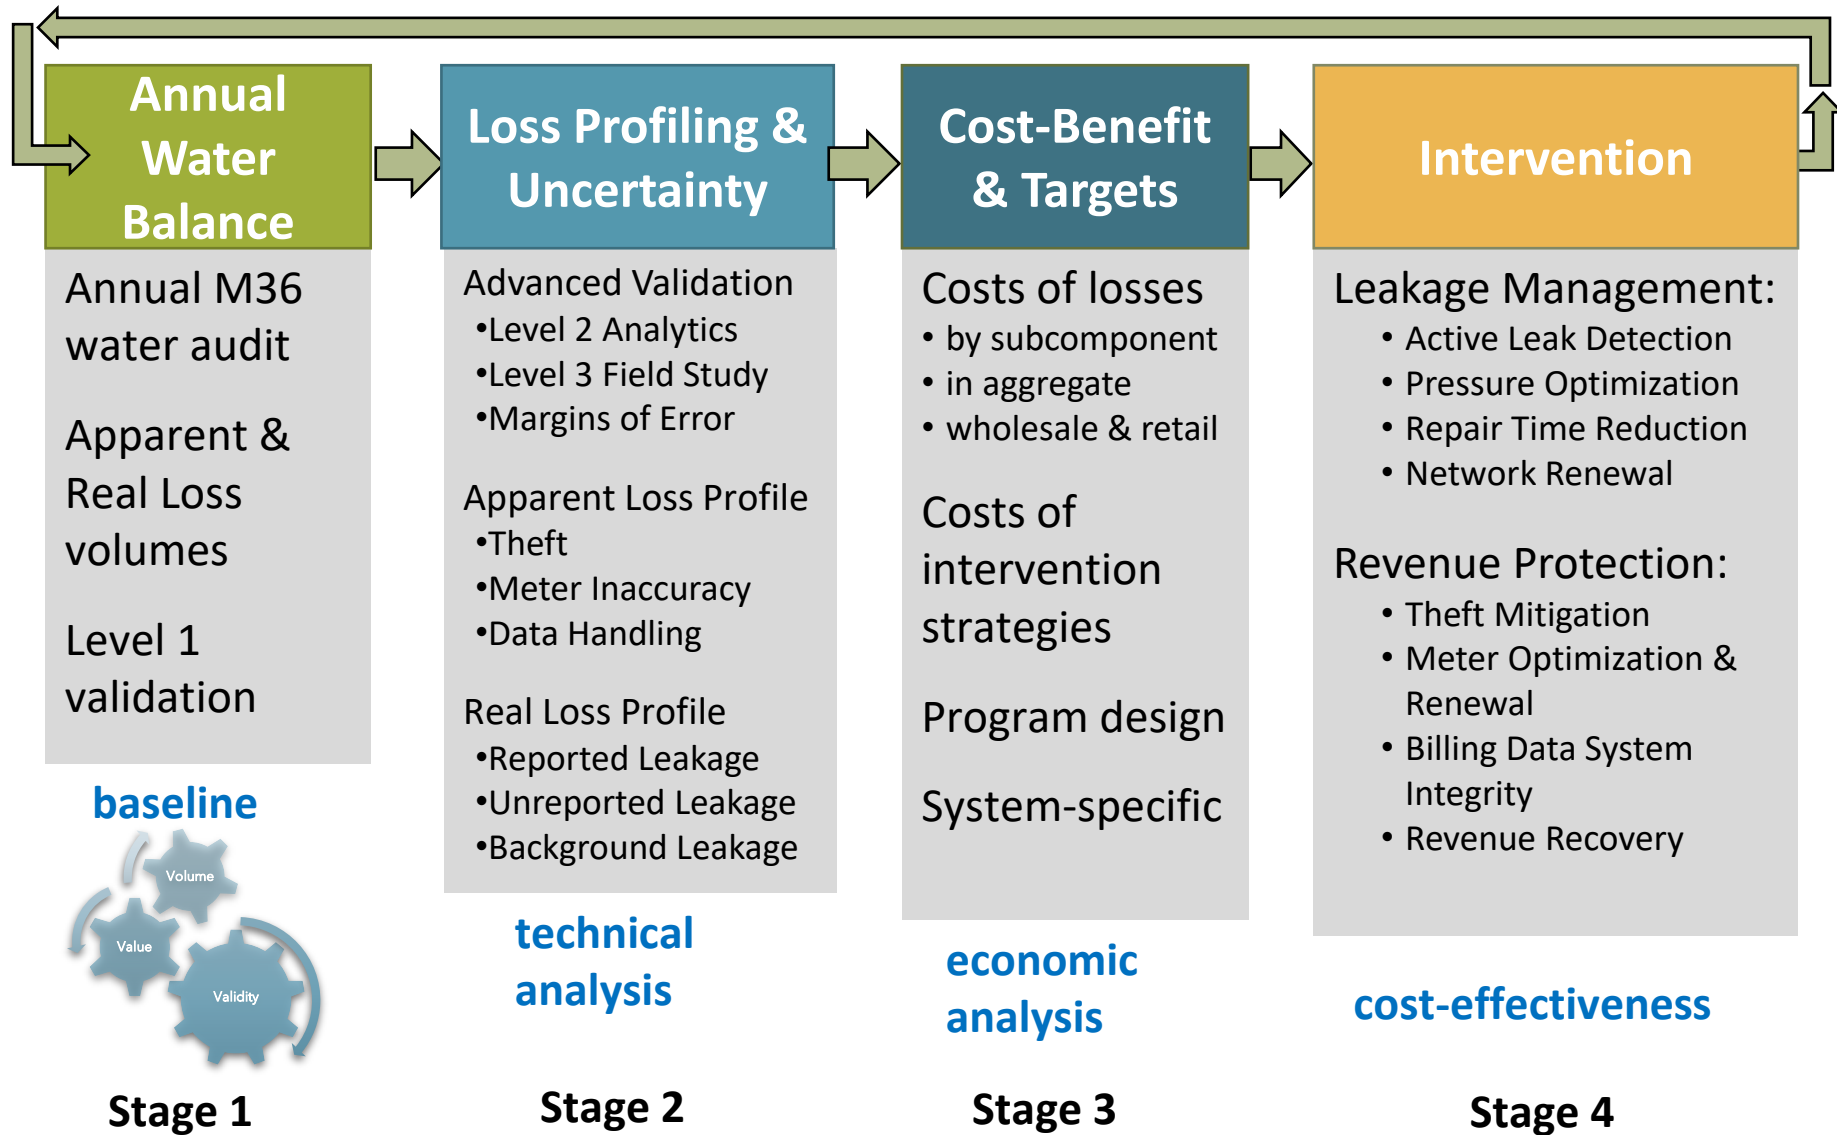 Annual
Water
Balance
Annual M36
water audit
Apparent &
Real Loss
volumes
Level 1
validation
baseline
Volume
Value
Validity
Stage 1
Loss Profiling &
Uncertainty
Advanced Validation
•Level 2 Analytics
•Level 3 Field Study
•Margins of Error
Apparent Loss Profile
•Theft
•Meter Inaccuracy
•Data Handling
Real Loss Profile
•Reported Leakage
•Unreported Leakage
•Background Leakage
technical
analysis
Stage 2
Cost-Benefit
& Targets
Costs of losses
• by subcomponent
• in aggregate
• wholesale & retail
Costs of
intervention
strategies
Program design
System-specific
economic
analysis
Stage 3
Intervention
Leakage Management:
• Active Leak Detection
• Pressure Optimization
• Repair Time Reduction
• Network Renewal
Revenue Protection:
• Theft Mitigation
• Meter Optimization &
Renewal
• Billing Data System
Integrity
• Revenue Recovery
cost-effectiveness
Stage 4